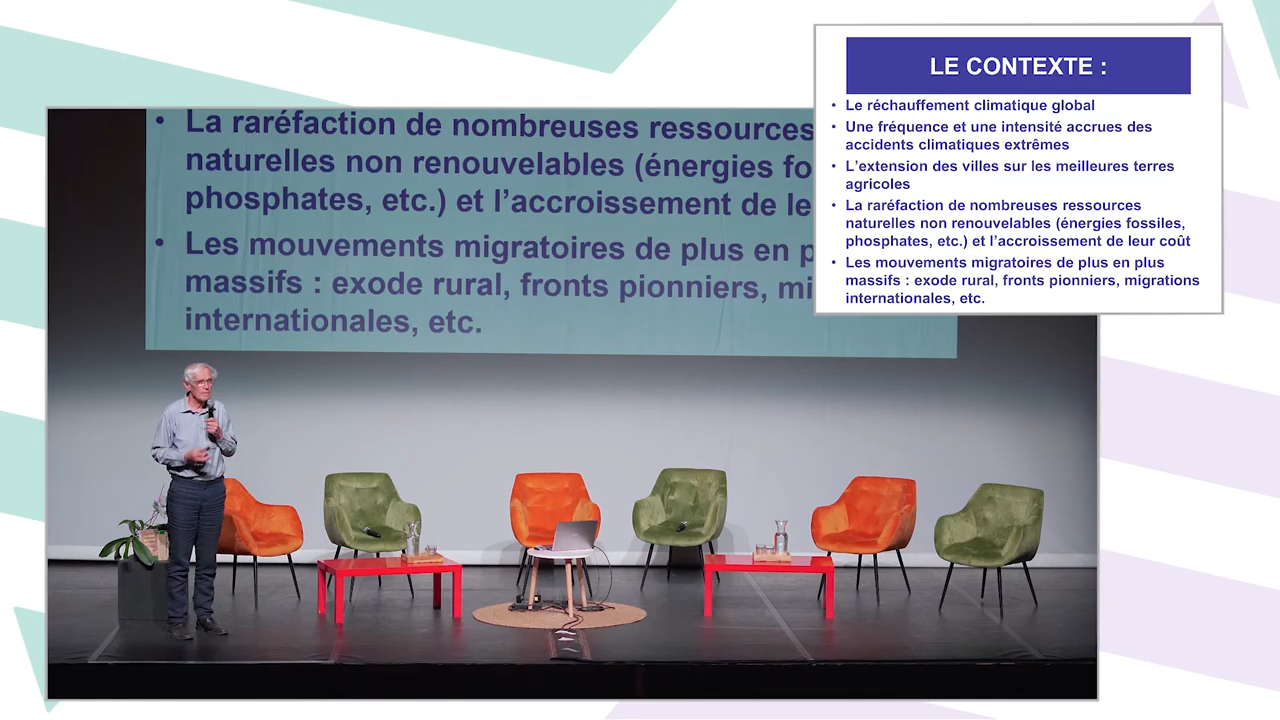 La raréfaction de nombreuses ressources
naturelles non renouvelables (énergies fo
phosphates, etc.) et l’accroissement de le
Les mouvements migratoires de plus en p
massifs : exode rural, fronts pionniers, mi
internationales, etc.
LE CONTEXTE :
• Le réchauffement climatique global
• Une fréquence et une intensité accrues des
accidents climatiques extrêmes
• L’extension des villes sur les meilleures terres
agricoles
• La raréfaction de nombreuses ressources
naturelles non renouvelables (énergies fossiles,
phosphates, etc.) et l’accroissement de leur coût
• Les mouvements migratoires de plus en plus
massifs : exode rural, fronts pionniers, migrations
internationales, etc.